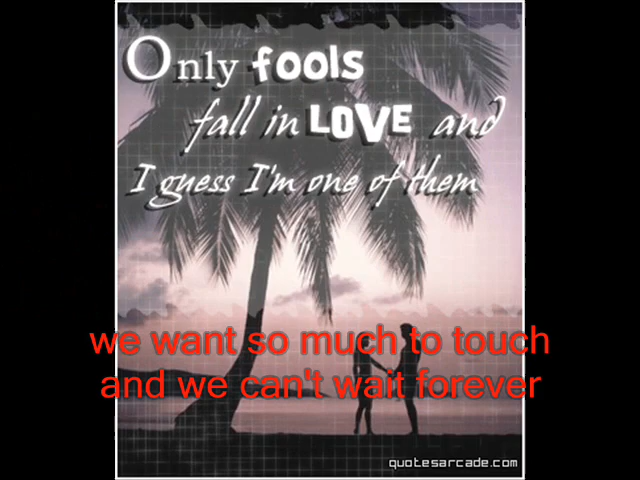 Only fools
fall in LOVE and
I guess I'm one of them
we want so much to touch
and we can't wait forever
quotesarcade.com